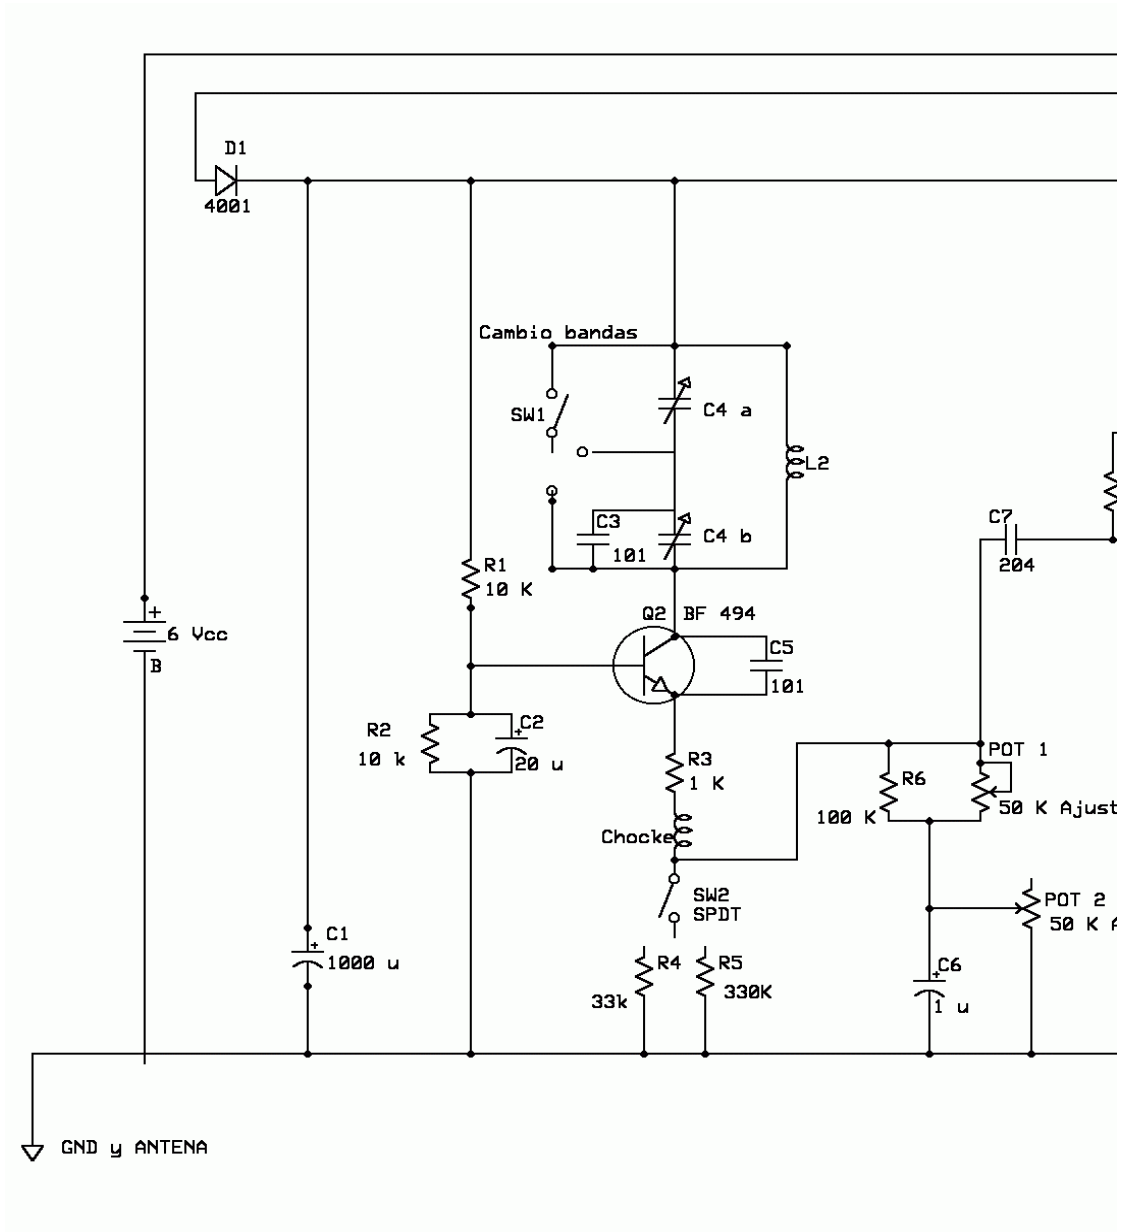 D1
4001
Cambio bandas
SW1
C4 a
L2
C3
101
C4 b
C7
204
R1
10 K
Q2 BF 494
6 Vcc
B
C5
101
R2
10 k
C2
20 u
R3
1 K
POT 1
R6
100 K
50 K Ajust
Chocke
SW2
SPDT
POT 2
50 K A
C1
1000 u
R4
33k
R5
330K
C6
1 u
GND y ANTENA